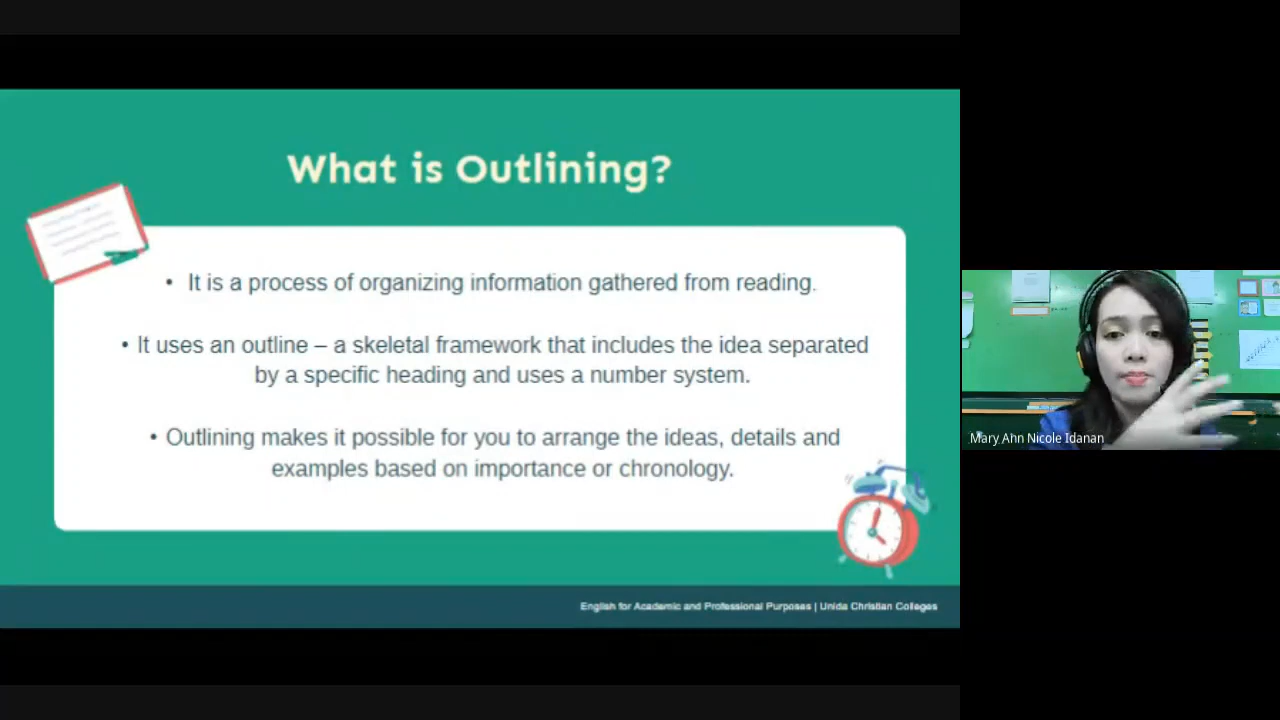 What is Outlining?
• It is a process of organizing information gathered from reading.
• It uses an outline – a skeletal framework that includes the idea separated
by a specific heading and uses a number system.
• Outlining makes it possible for you to arrange the ideas, details and
examples based on importance or chronology.
English for Academic and Professional Purposes | Unida Christian Colleges
Mary Ahn Nicole Idanan